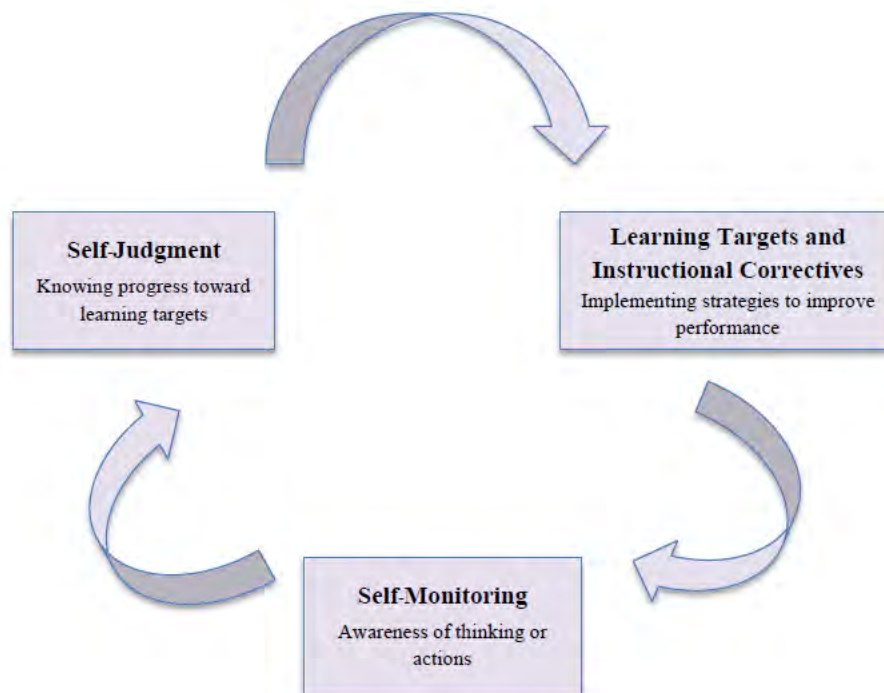 Self-Judgment
Knowing progress toward
learning targets
Learning Targets and
Instructional Correctives
Implementing strategies to improve
performance
Self-Monitoring
Awareness of thinking or
actions